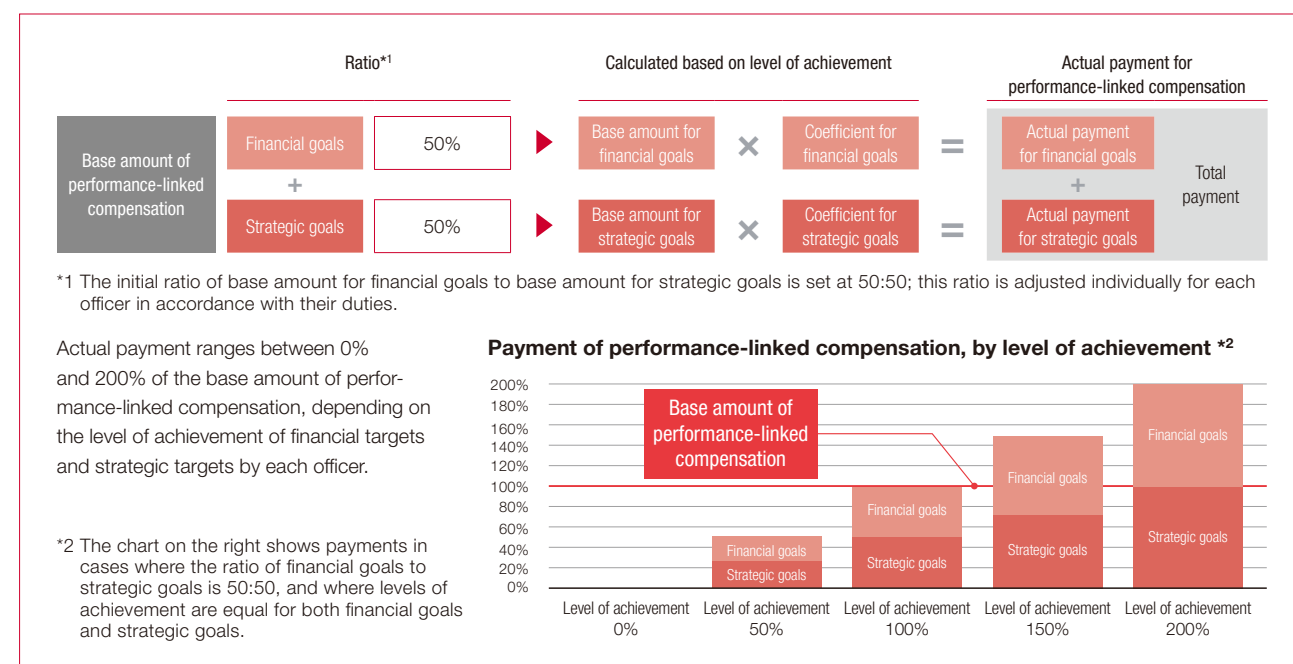 Ratio*1
Calculated based on level of achievement
Actual payment for
performance-linked compensation
Base amount of
performance-linked
compensation
Financial goals
50%
Base amount for
financial goals
×
Coefficient for
financial goals
=
Actual payment
for financial goals
+
+
Total
payment
Strategic goals
50%
Base amount for
strategic goals
×
Coefficient for
strategic goals
=
Actual payment
for strategic goals
*1 The initial ratio of base amount for financial goals to base amount for strategic goals is set at 50:50; this ratio is adjusted individually for each
officer in accordance with their duties.
Actual payment ranges between 0%
and 200% of the base amount of perfor-
mance-linked compensation, depending on
the level of achievement of financial targets
and strategic targets by each officer.
*2 The chart on the right shows payments in
cases where the ratio of financial goals to
strategic goals is 50:50, and where levels of
achievement are equal for both financial goals
and strategic goals.
Payment of performance-linked compensation, by level of achievement *2
200%
180%
160%
140%
120%
100%
80%
60%
40%
20%
0%
Base amount of
performance-linked
compensation
Financial goals
Strategic goals
Financial goals
Strategic goals
Financial goals
Strategic goals
Financial goals
Strategic goals
Level of achievement
0%
Level of achievement
50%
Level of achievement
100%
Level of achievement
150%
Level of achievement
200%